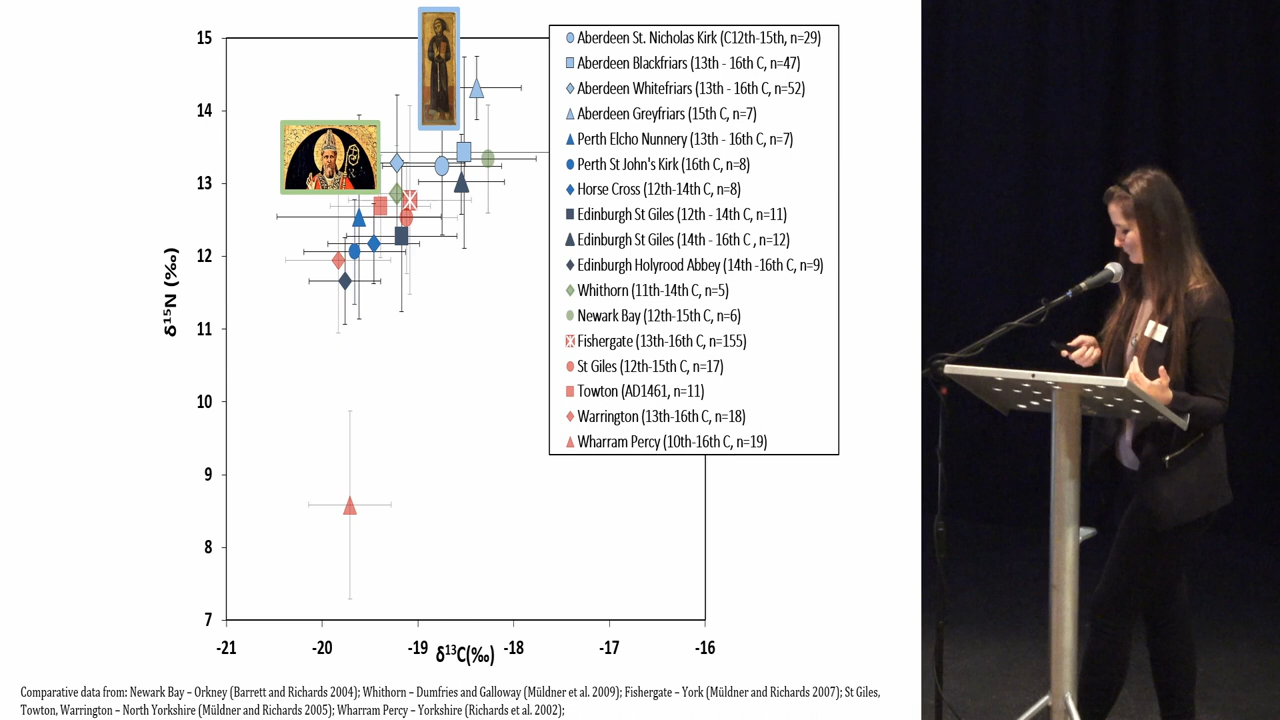 15
14
13
12
11
10
9
8
7
δ¹⁵N (‰)
-21
-20
-19
-18
-17
-16
δ¹³C(‰)
Aberdeen St. Nicholas Kirk (C12th-15th, n=29)
Aberdeen Blackfriars (13th - 16th C, n=47)
Aberdeen Whitefriars (13th - 16th C, n=52)
Aberdeen Greyfriars (15th C, n=7)
Perth Elcho Nunnery (13th - 16th C, n=7)
Perth St John's Kirk (16th C, n=8)
Horse Cross (12th-14th C, n=8)
Edinburgh St Giles (12th - 14th C, n=11)
Edinburgh St Giles (14th - 16th C , n=12)
Edinburgh Holyrood Abbey (14th -16th C, n=9)
Whithorn (11th-14th C, n=5)
Newark Bay (12th-15th C, n=6)
Fishergate (13th-16th C, n=155)
St Giles (12th-15th C, n=17)
Towton (AD1461, n=11)
Warrington (13th-16th C, n=18)
Wharram Percy (10th-16th C, n=19)
Comparative data from: Newark Bay – Orkney (Barrett and Richards 2004); Whithorn – Dumfries and Galloway (Müldner et al. 2009); Fishergate – York (Müldner and Richards 2007); St Giles,
Towton, Warrington – North Yorkshire (Müldner and Richards 2005); Wharram Percy – Yorkshire (Richards et al. 2002);